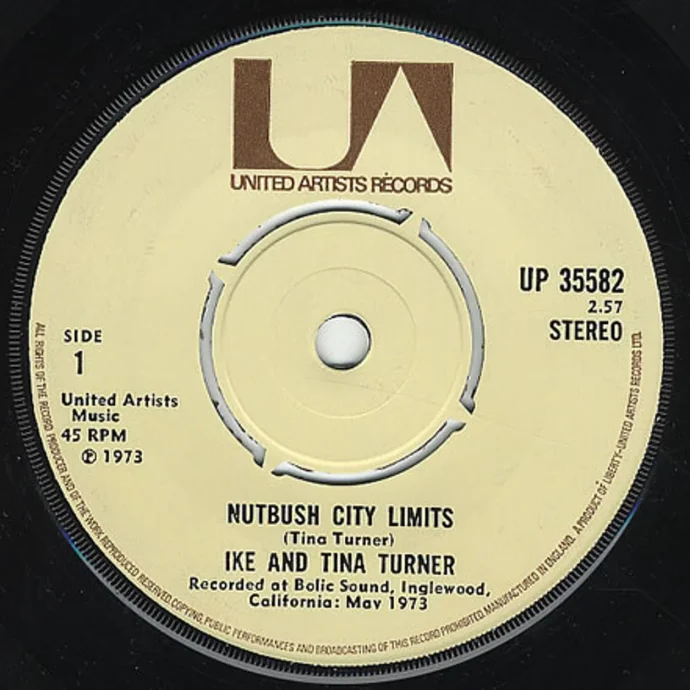 UA
UNITED ARTISTS RECORDS
UP 35582
2.57
STEREO
SIDE
1
United Artists
Music
45 RPM
℗ 1973
NUTBUSH CITY LIMITS
(Tina Turner)
IKE AND TINA TURNER
Recorded at Bolic Sound, Inglewood,
California: May 1973
ALL RIGHTS OF THE RECORD PRODUCER AND OF THE WORK REPRODUCED RESERVED. COPYING, PUBLIC PERFORMANCES AND BROADCASTING OF THIS RECORD PROHIBITED. MANUFACTURED IN ENGLAND. A PRODUCT OF LIBERTY-UNITED ARTISTS RECORDS LTD.